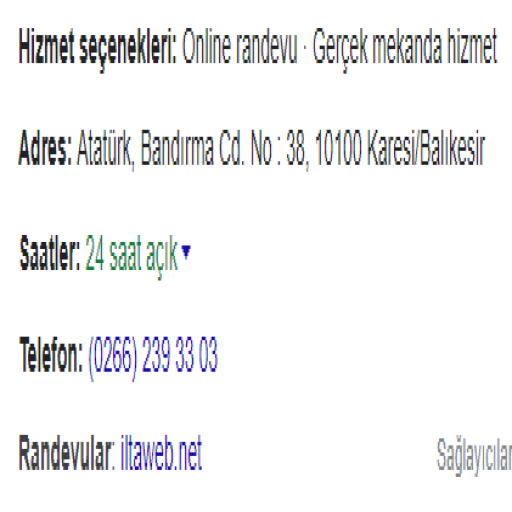 Hizmet seçenekleri: Online randevu · Gerçek mekanda hizmet
Adres: Atatürk, Bandırma Cd. No : 38, 10100 Karesi/Balıkesir
Saatler: 24 saat açık ▾
Telefon: (0266) 239 33 03
Randevular: iltaweb.net Sağlayıcılar